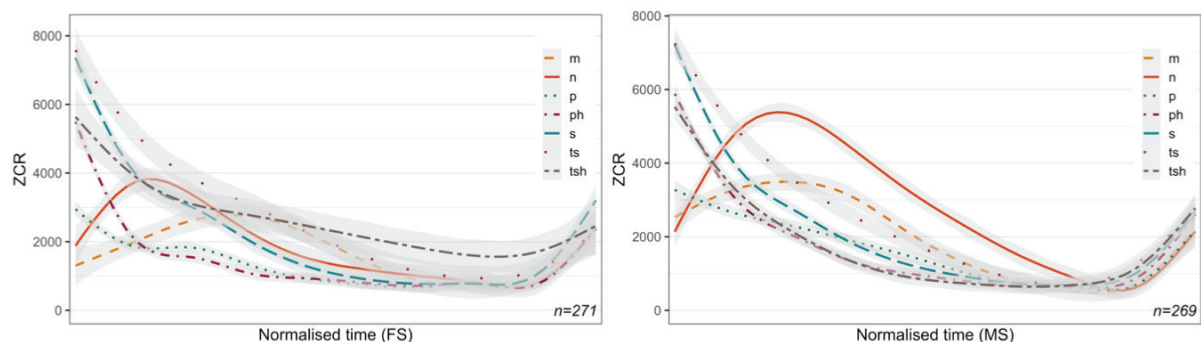 8000
6000
4000
2000
0
ZCR
m
n
p
ph
s
ts
tsh
n=271
Normalised time (FS)
8000
6000
4000
2000
0
ZCR
m
n
p
ph
s
ts
tsh
n=269
Normalised time (MS)